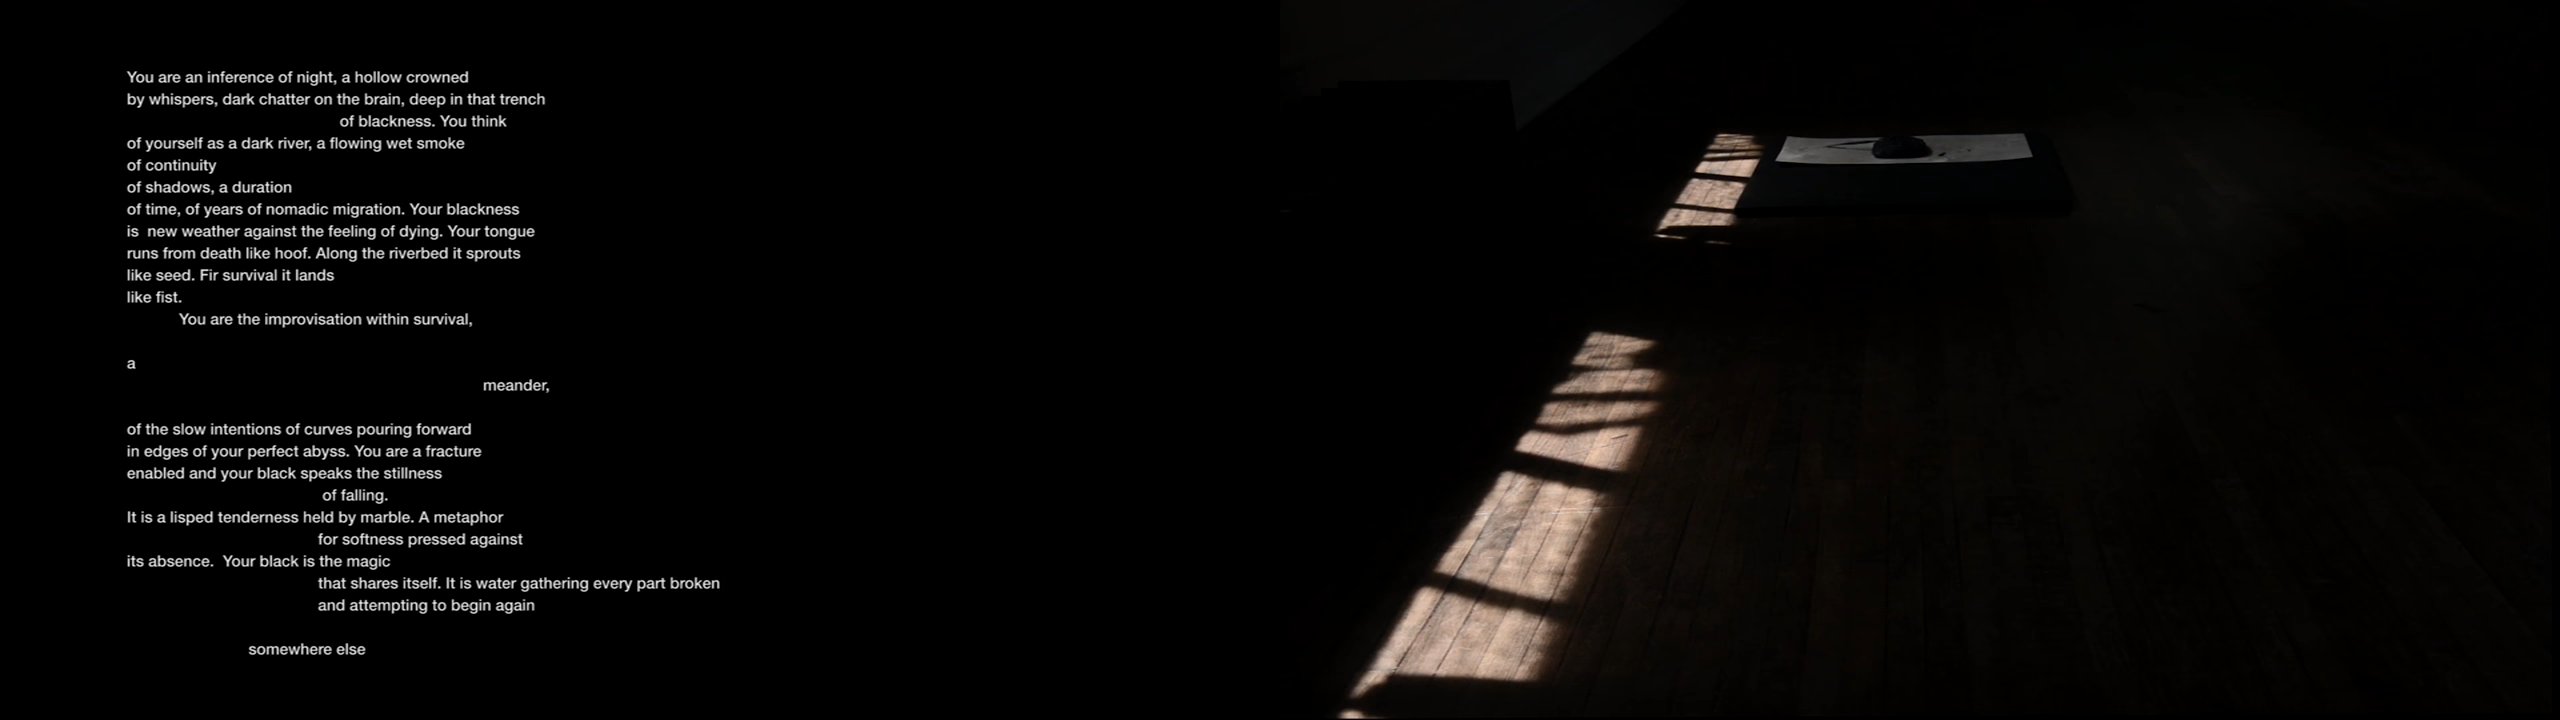 You are an inference of night, a hollow crowned
by whispers, dark chatter on the brain, deep in that trench
of blackness. You think
of yourself as a dark river, a flowing wet smoke
of continuity
of shadows, a duration
of time, of years of nomadic migration. Your blackness
is  new weather against the feeling of dying. Your tongue
runs from death like hoof. Along the riverbed it sprouts
like seed. Fir survival it lands
like fist.
You are the improvisation within survival,
a
meander,
of the slow intentions of curves pouring forward
in edges of your perfect abyss. You are a fracture
enabled and your black speaks the stillness
of falling.
It is a lisped tenderness held by marble. A metaphor
for softness pressed against
its absence.  Your black is the magic
that shares itself. It is water gathering every part broken
and attempting to begin again
somewhere else